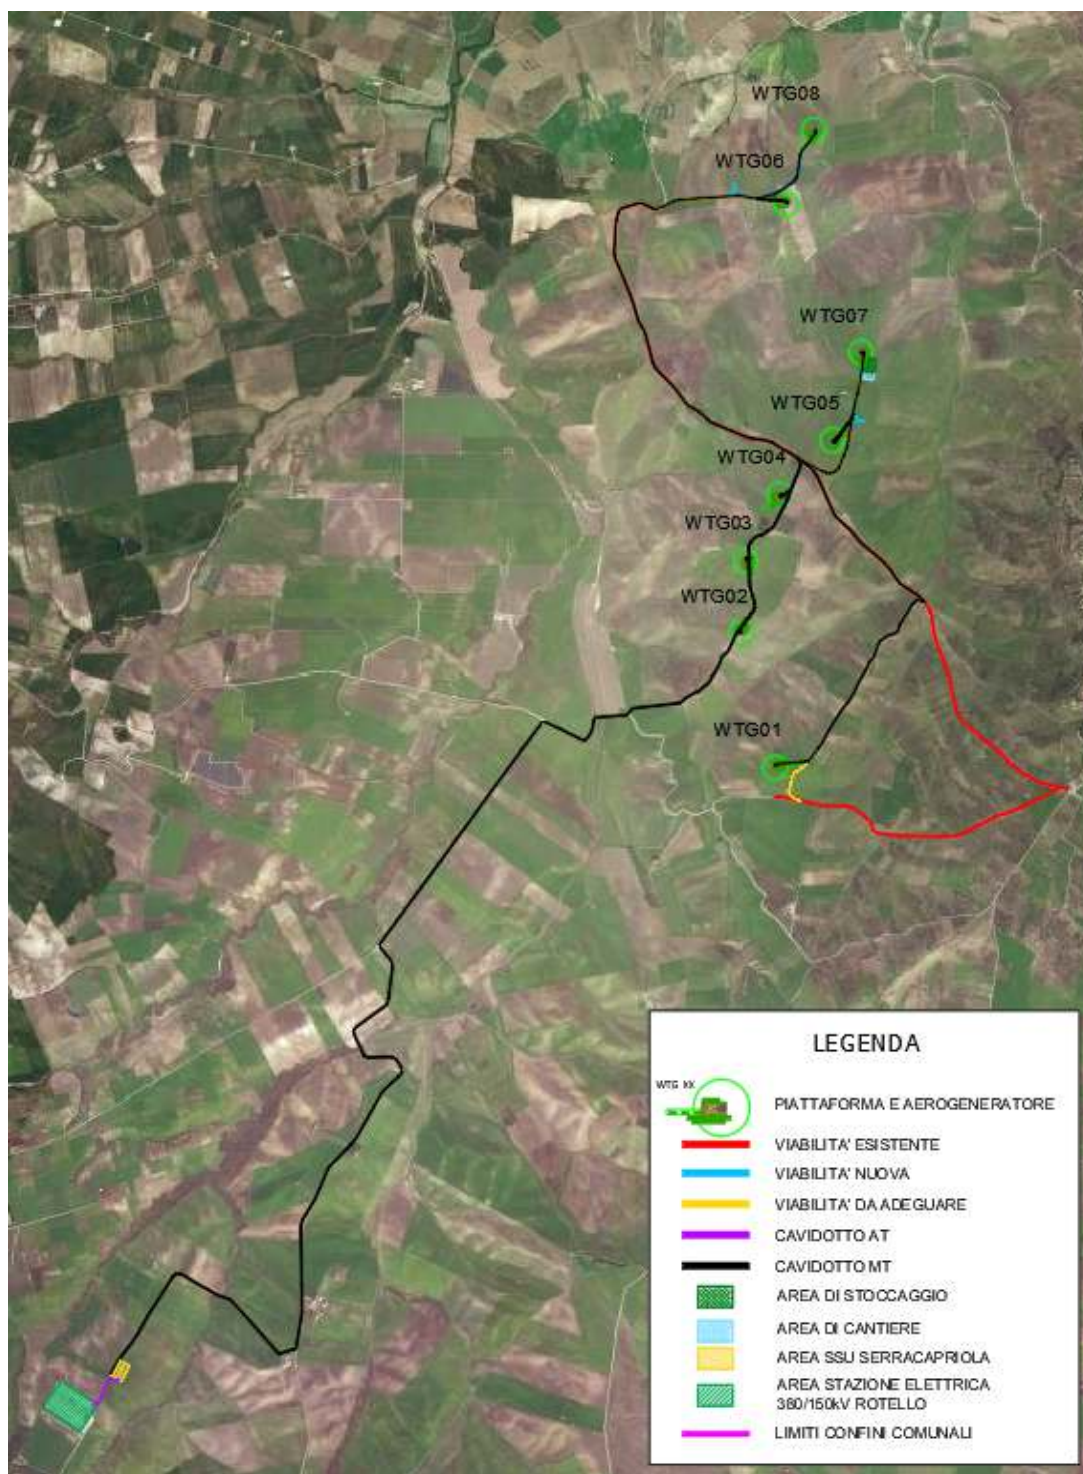 WTG08
WTG06
WTG07
WTG05
WTG04
WTG03
WTG02
WTG01
LEGENDA
WTG XX
PIATTAFORMA E AEROGENERATORE
VIABILITA' ESISTENTE
VIABILITA' NUOVA
VIABILITA' DA ADEGUARE
CAVIDOTTO AT
CAVIDOTTO MT
AREA DI STOCCAGGIO
AREA DI CANTIERE
AREA SSU SERRACAPRIOLA
AREA STAZIONE ELETTRICA
380/150kV ROTELLO
LIMITI CONFINI COMUNALI